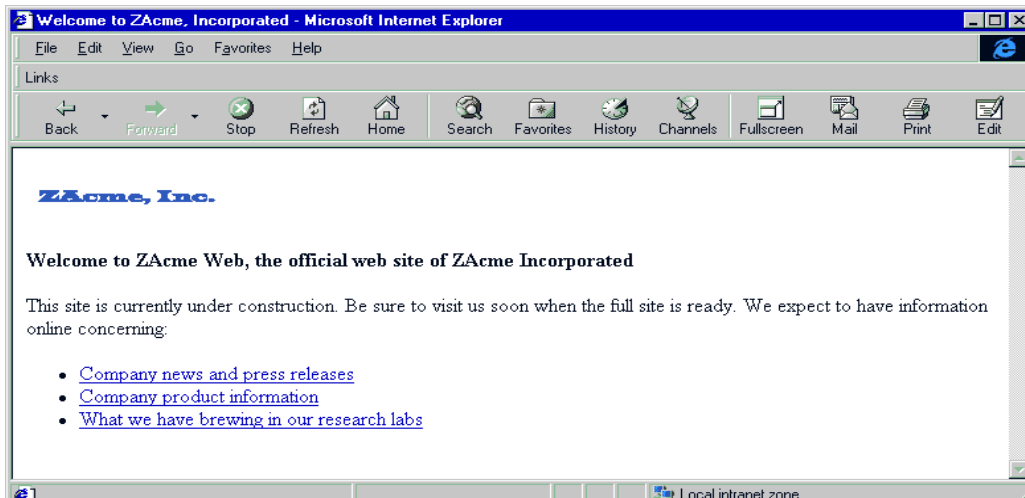 Welcome to ZAcme, Incorporated - Microsoft Internet Explorer
File Edit View Go Favorites Help
Links
Back Forward Stop Refresh Home Search Favorites History Channels Fullscreen Mail Print Edit
ZAcme, Inc.
Welcome to ZAcme Web, the official web site of ZAcme Incorporated
This site is currently under construction. Be sure to visit us soon when the full site is ready. We expect to have information
online concerning:
Company news and press releases
Company product information
What we have brewing in our research labs
Local intranet zone